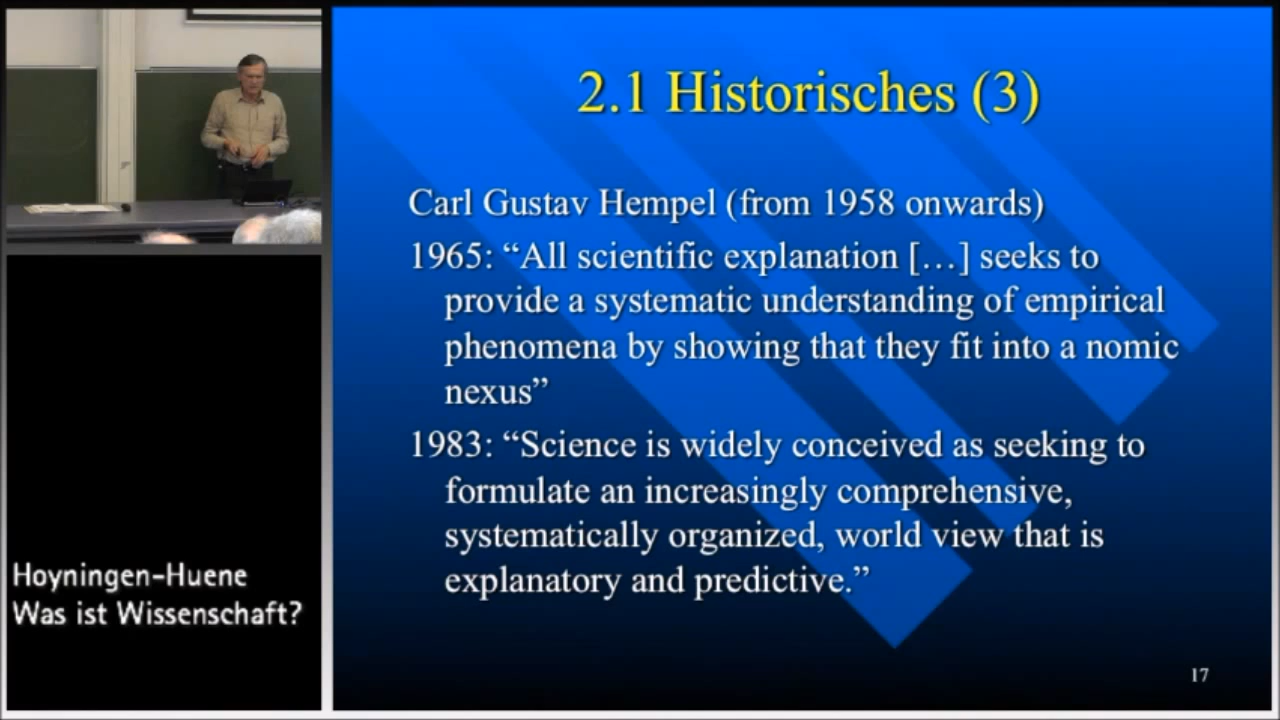 2.1 Historisches (3)
Carl Gustav Hempel (from 1958 onwards)
1965: “All scientific explanation […] seeks to
provide a systematic understanding of empirical
phenomena by showing that they fit into a nomic
nexus”
1983: “Science is widely conceived as seeking to
formulate an increasingly comprehensive,
systematically organized, world view that is
explanatory and predictive.”
17
Hoyningen-Huene
Was ist Wissenschaft?